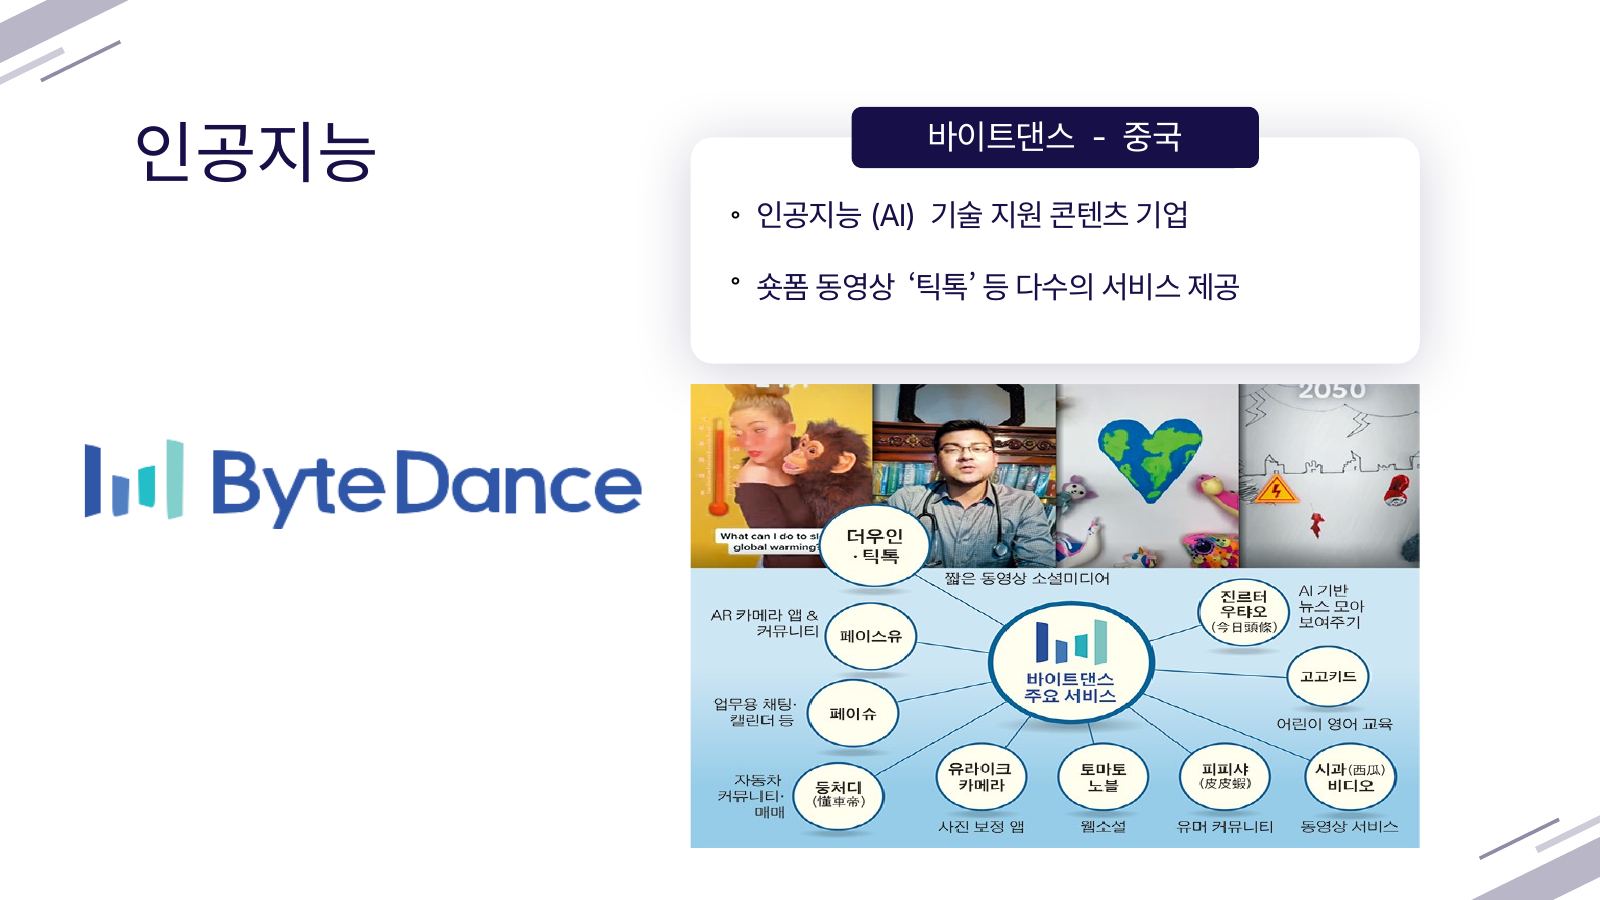 인공지능
바이트댄스 - 중국
인공지능 (AI) 기술 지원 콘텐츠 기업
숏폼 동영상 ‘틱톡’ 등 다수의 서비스 제공
ByteDance
2050
What can I do to sl
global warming?
더우인
·틱톡
짧은 동영상 소셜미디어
AR 카메라 앱 &
커뮤니티
페이스유
업무용 채팅·
캘린더 등
페이슈
자동차
커뮤니티·
매매
둥처디
(懂車帝)
바이트댄스
주요 서비스
진르터
우탸오
(今日頭條)
AI 기반
뉴스 모아
보여주기
고고키드
어린이 영어 교육
유라이크
카메라
사진 보정 앱
토마토
노블
웹소설
피피샤
(皮皮蝦)
유머 커뮤니티
시과(西瓜)
비디오
동영상 서비스